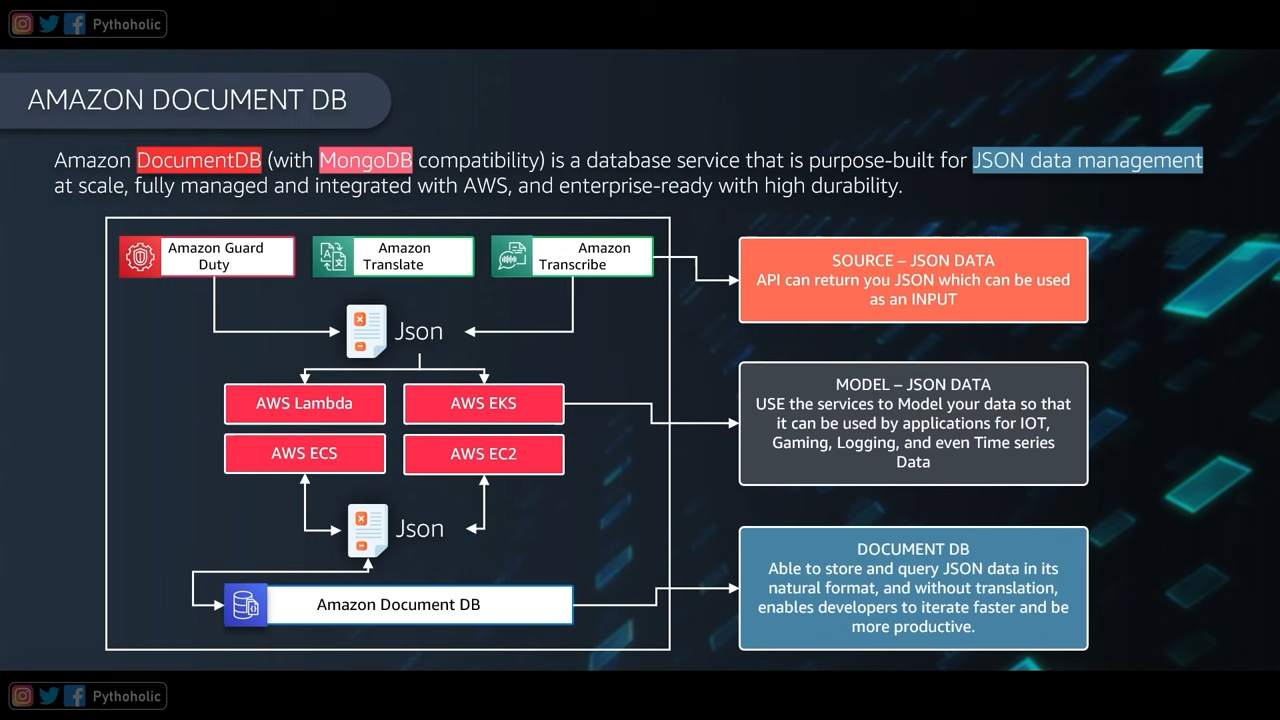 Pythoholic
AMAZON DOCUMENT DB
Amazon DocumentDB (with MongoDB compatibility) is a database service that is purpose-built for JSON data management
at scale, fully managed and integrated with AWS, and enterprise-ready with high durability.
Amazon Guard
Duty
Amazon
Translate
Amazon
Transcribe
SOURCE – JSON DATA
API can return you JSON which can be used
as an INPUT
Json
AWS Lambda
AWS EKS
AWS ECS
AWS EC2
MODEL – JSON DATA
USE the services to Model your data so that
it can be used by applications for IOT,
Gaming, Logging, and even Time series
Data
Json
Amazon Document DB
DOCUMENT DB
Able to store and query JSON data in its
natural format, and without translation,
enables developers to iterate faster and be
more productive.
Pythoholic